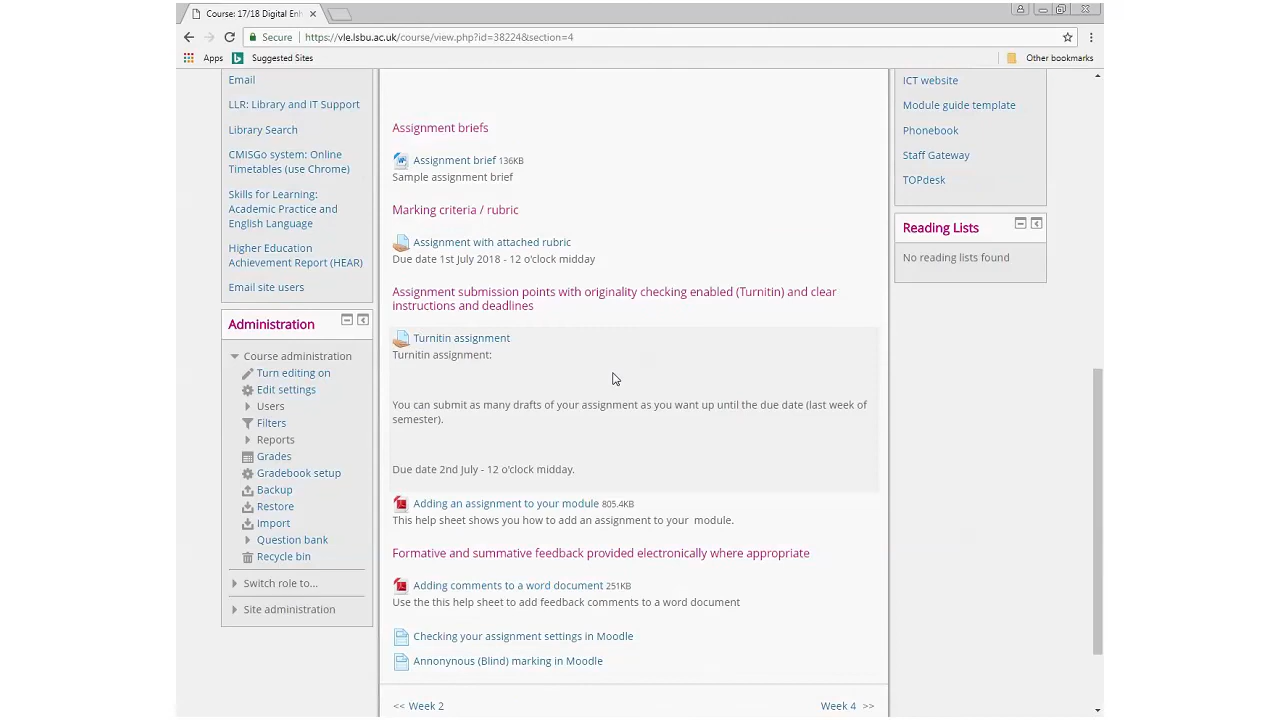 Course: 17/18 Digital Enh
Secure
https://vle.lsbu.ac.uk/course/view.php?id=38224&section=4
Apps
Suggested Sites
Other bookmarks
Email
LLR: Library and IT Support
Library Search
CMISGo system: Online
Timetables (use Chrome)
Skills for Learning:
Academic Practice and
English Language
Higher Education
Achievement Report (HEAR)
Email site users
Administration
Course administration
Turn editing on
Edit settings
Users
Filters
Reports
Grades
Gradebook setup
Backup
Restore
Import
Question bank
Recycle bin
Switch role to...
Site administration
Assignment briefs
Assignment brief 136KB
Sample assignment brief
Marking criteria / rubric
Assignment with attached rubric
Due date 1st July 2018 - 12 o'clock midday
Assignment submission points with originality checking enabled (Turnitin) and clear
instructions and deadlines
Turnitin assignment
Turnitin assignment:
You can submit as many drafts of your assignment as you want up until the due date (last week of
semester).
Due date 2nd July - 12 o'clock midday.
Adding an assignment to your module 805.4KB
This help sheet shows you how to add an assignment to your module.
Formative and summative feedback provided electronically where appropriate
Adding comments to a word document 251KB
Use the this help sheet to add feedback comments to a word document
Checking your assignment settings in Moodle
Annonynous (Blind) marking in Moodle
<< Week 2
Week 4 >>
ICT website
Module guide template
Phonebook
Staff Gateway
TOPdesk
Reading Lists
No reading lists found